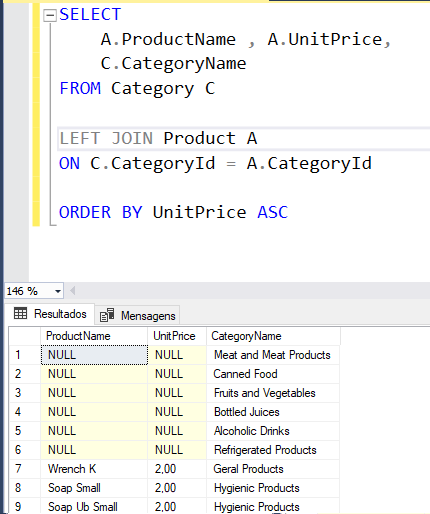 SELECT
A.ProductName , A.UnitPrice,
C.CategoryName
FROM Category C
LEFT JOIN Product A
ON C.CategoryId = A.CategoryId
ORDER BY UnitPrice ASC
146 %
Resultados Mensagens
ProductName UnitPrice CategoryName
1 NULL NULL Meat and Meat Products
2 NULL NULL Canned Food
3 NULL NULL Fruits and Vegetables
4 NULL NULL Bottled Juices
5 NULL NULL Alcoholic Drinks
6 NULL NULL Refrigerated Products
7 Wrench K 2,00 Geral Products
8 Soap Small 2,00 Hygienic Products
9 Soap Ub Small 2,00 Hygienic Products